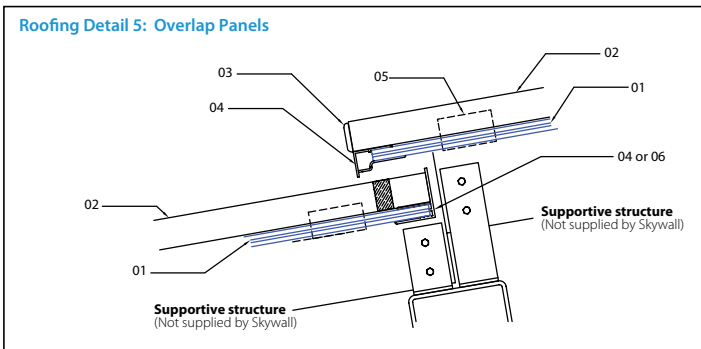 Roofing Detail 5: Overlap Panels
02
03
05
01
04
04 or 06
02
Supportive structure
(Not supplied by Skywall)
01
Supportive structure
(Not supplied by Skywall)